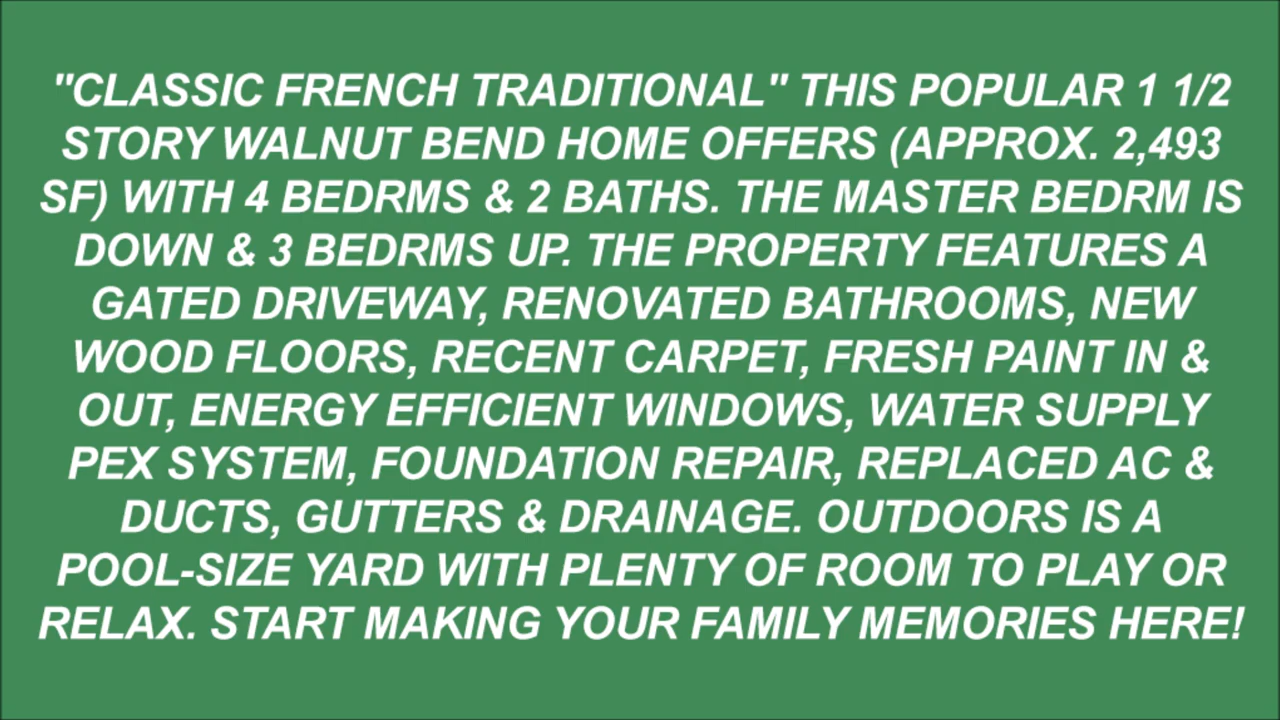 "CLASSIC FRENCH TRADITIONAL" THIS POPULAR 1 1/2
STORY WALNUT BEND HOME OFFERS (APPROX. 2,493
SF) WITH 4 BEDRMS & 2 BATHS. THE MASTER BEDRM IS
DOWN & 3 BEDRMS UP. THE PROPERTY FEATURES A
GATED DRIVEWAY, RENOVATED BATHROOMS, NEW
WOOD FLOORS, RECENT CARPET, FRESH PAINT IN &
OUT, ENERGY EFFICIENT WINDOWS, WATER SUPPLY
PEX SYSTEM, FOUNDATION REPAIR, REPLACED AC &
DUCTS, GUTTERS & DRAINAGE. OUTDOORS IS A
POOL-SIZE YARD WITH PLENTY OF ROOM TO PLAY OR
RELAX. START MAKING YOUR FAMILY MEMORIES HERE!